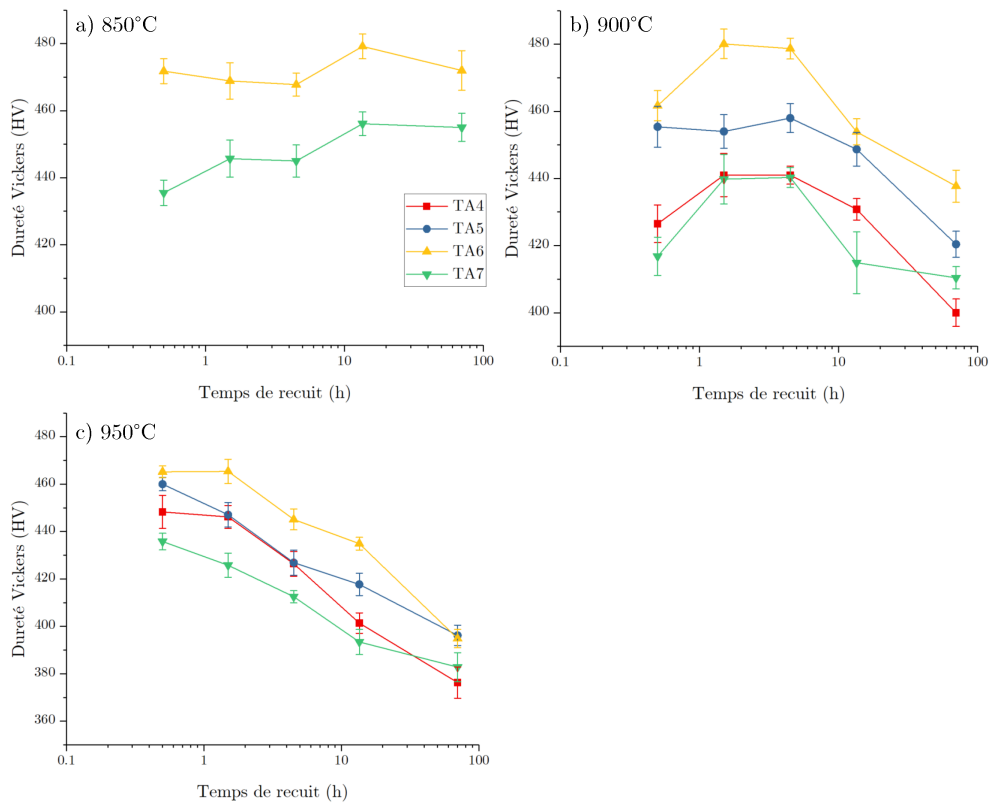 a) 850°C
480
460
440
420
400
Dureté Vickers (HV)
TA4
TA5
TA6
TA7
0.1
1
10
100
Temps de recuit (h)
b) 900°C
480
460
440
420
400
Dureté Vickers (HV)
0.1
1
10
100
Temps de recuit (h)
c) 950°C
480
460
440
420
400
380
360
Dureté Vickers (HV)
0.1
1
10
100
Temps de recuit (h)